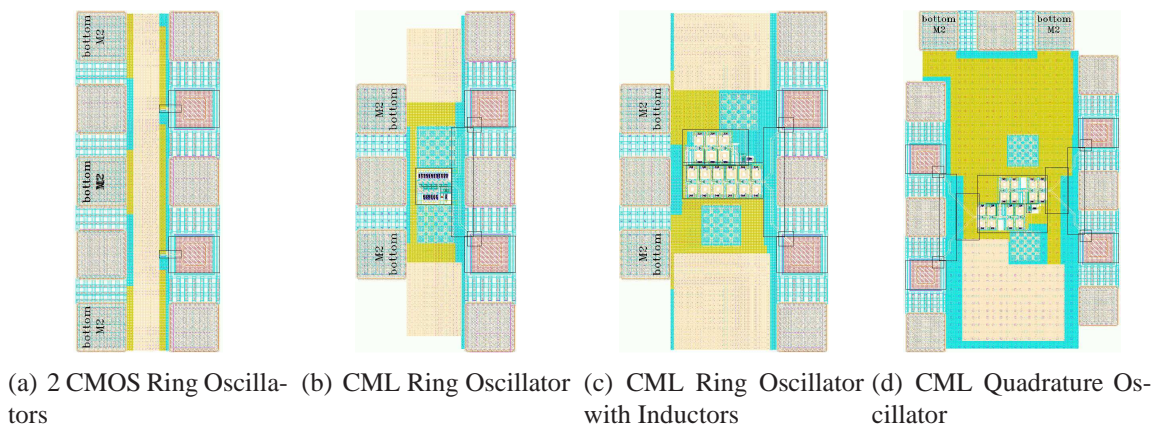 bottom
M2
bottom
M2
bottom
M2
M2
bottom
M2
bottom
M2
bottom
M2
bottom
bottom
M2
bottom
M2
(a) 2 CMOS Ring Oscilla-
tors
(b) CML Ring Oscillator
(c) CML Ring Oscillator
with Inductors
(d) CML Quadrature Os-
cillator